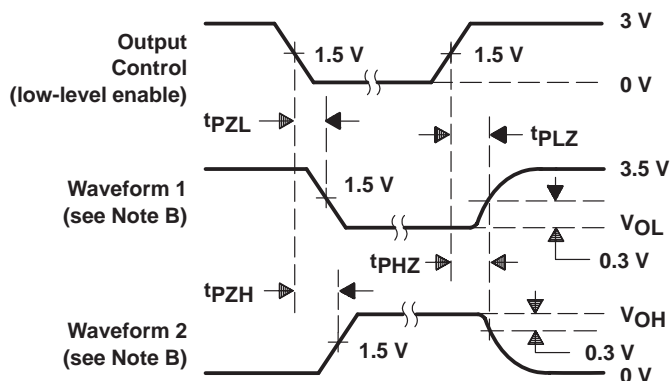 Output
Control
(low-level enable)
1.5 V
1.5 V
3 V
0 V
tPZL
tPLZ
Waveform 1
(see Note B)
1.5 V
3.5 V
VOL
0.3 V
tPHZ
tPZH
Waveform 2
(see Note B)
1.5 V
VOH
0.3 V
0 V